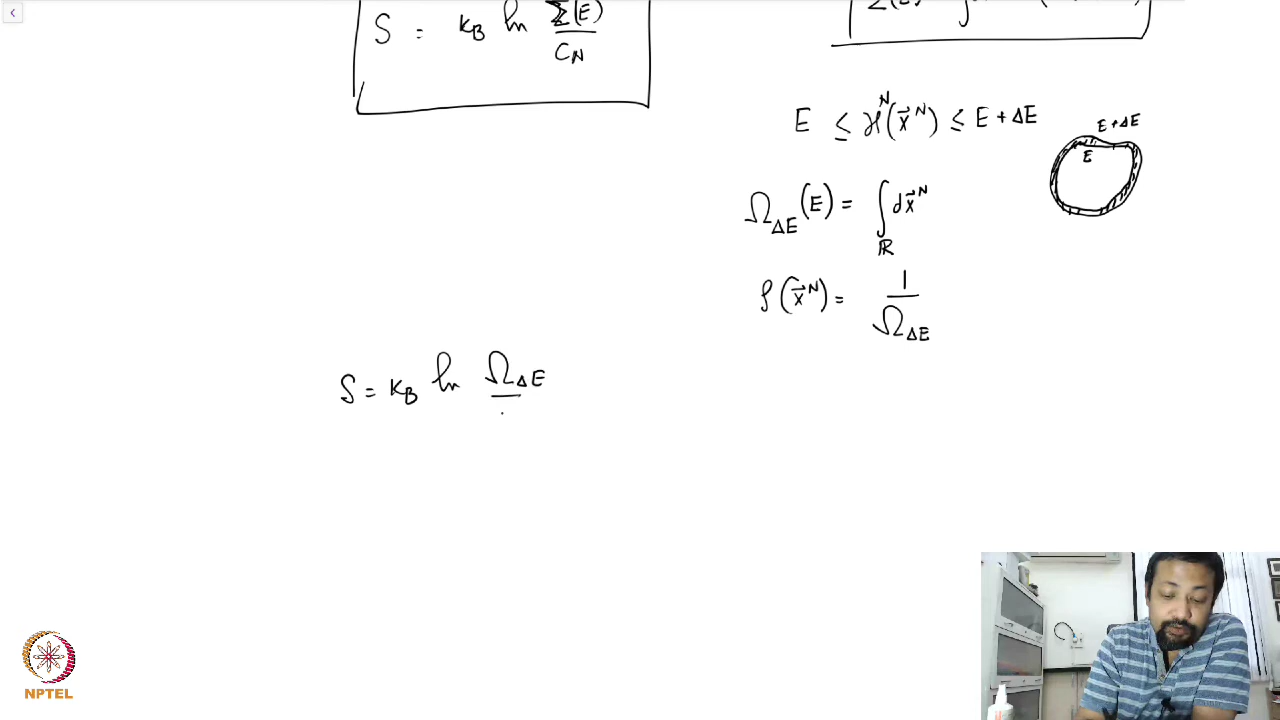 S = k_B ln Σ(E) / C_N
E ≤ ℋ^N(x⃗^N) ≤ E + ΔE
E + ΔE
E
Ω_ΔE(E) = ∫_R dx⃗^N
ρ(x⃗^N) = 1 / Ω_ΔE
S = k_B ln Ω_ΔE
NPTEL